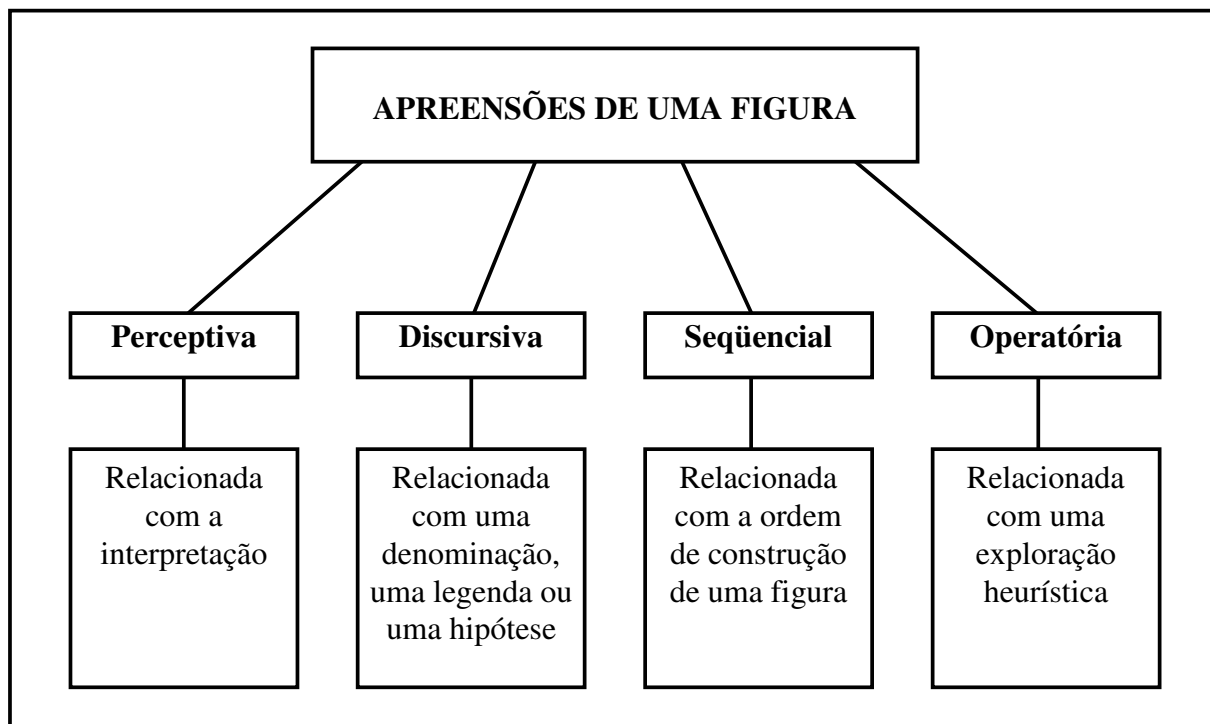 APREENSÕES DE UMA FIGURA
Perceptiva
Discursiva
Seqüencial
Operatória
Relacionada
com a
interpretação
Relacionada
com uma
denominação,
uma legenda ou
uma hipótese
Relacionada
com a ordem
de construção
de uma figura
Relacionada
com uma
exploração
heurística